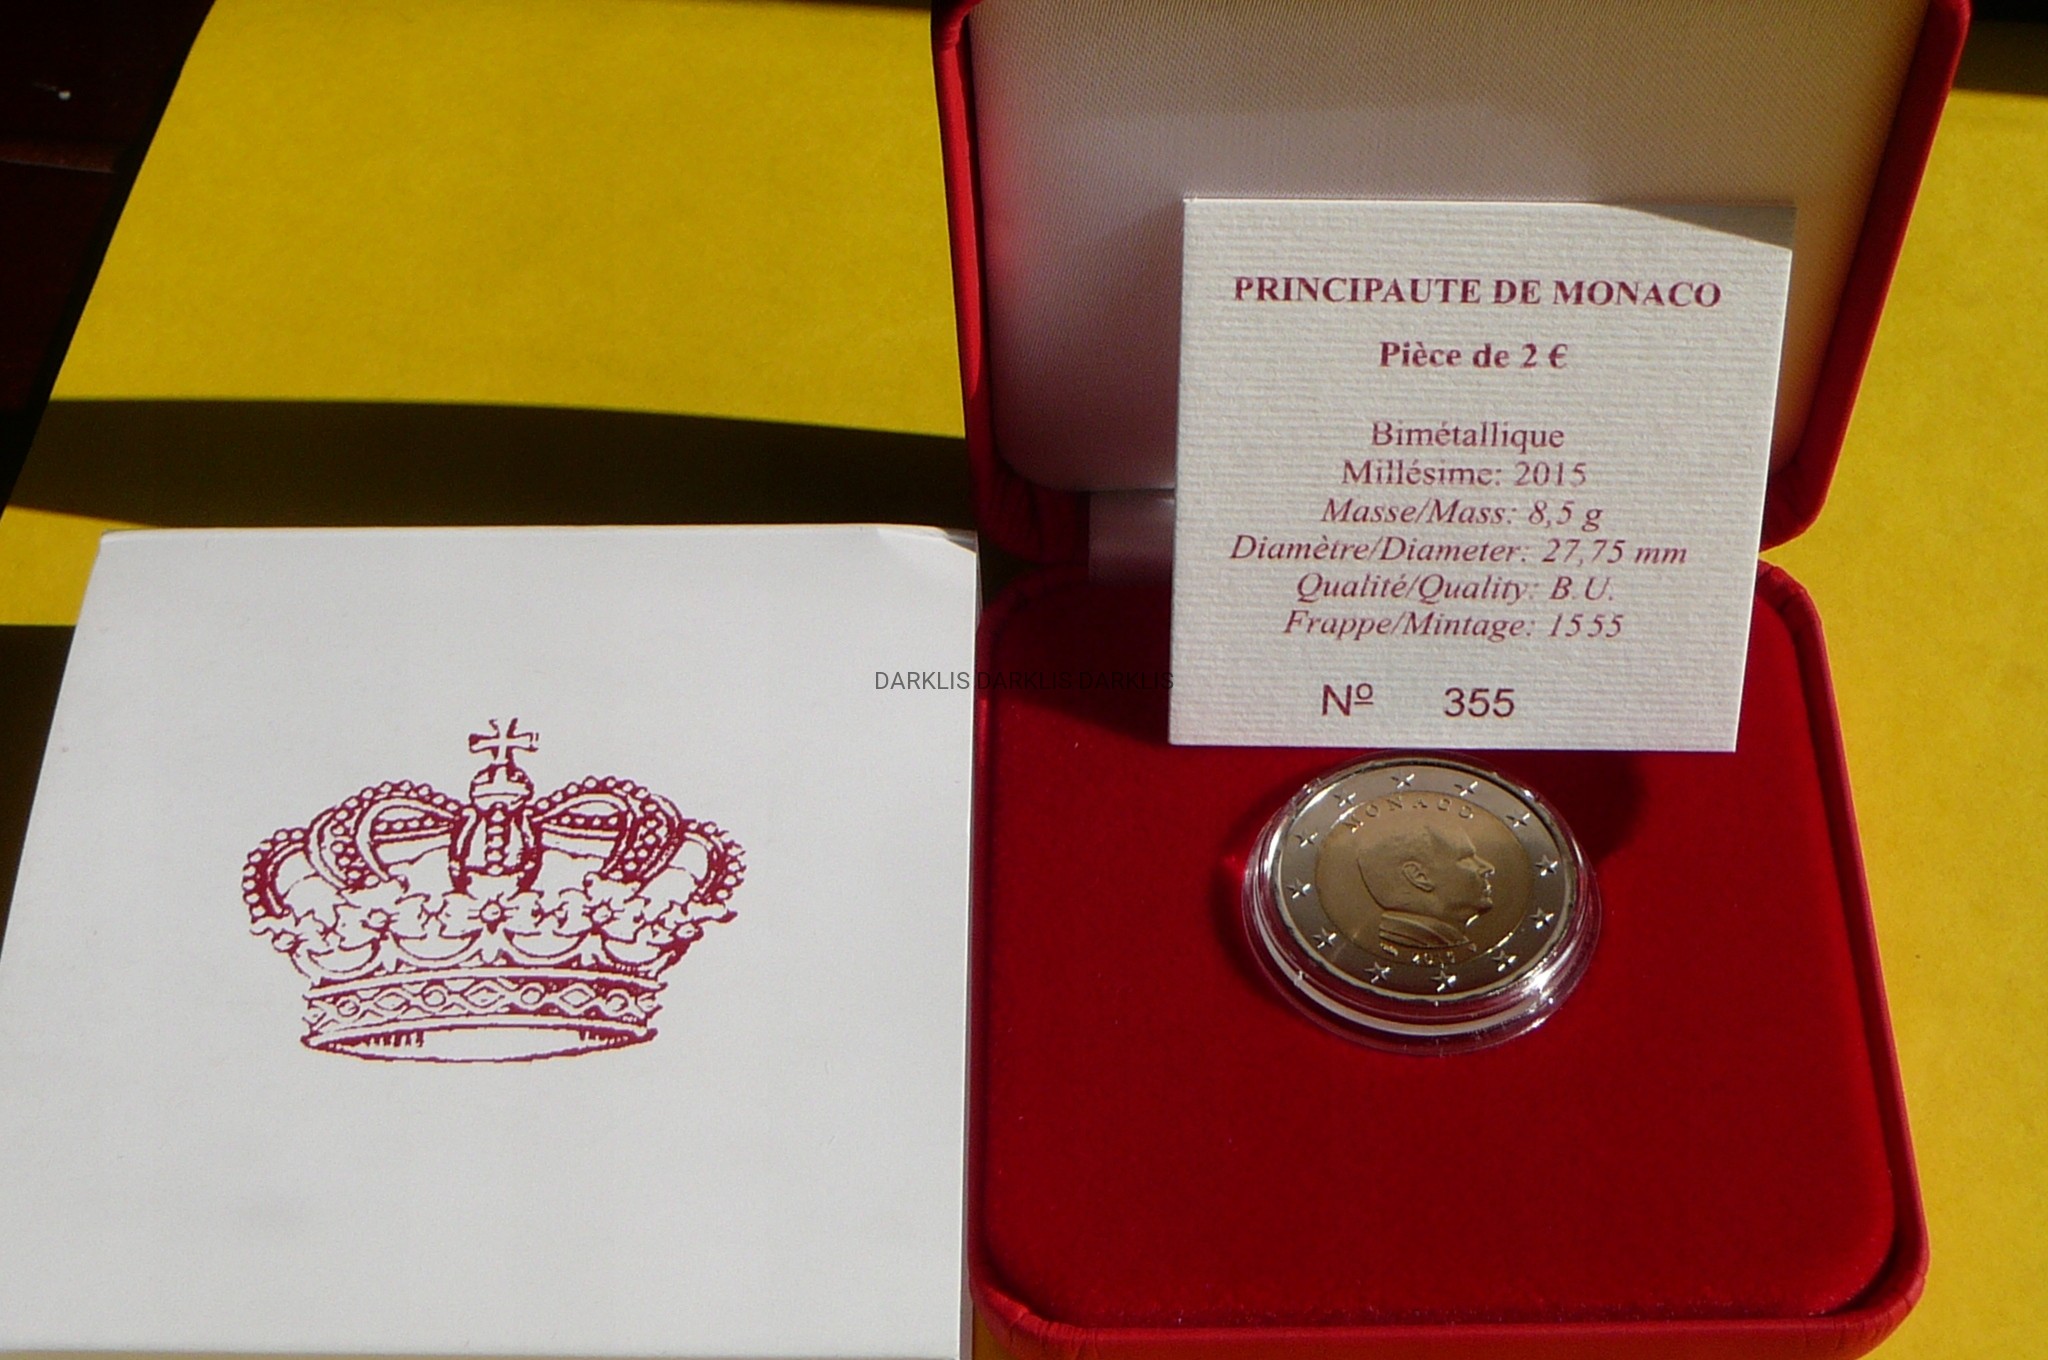 PRINCIPAUTE DE MONACO
Pièce de 2 €
Bimétallique
Millésime: 2015
Masse/Mass: 8,5 g
Diamètre/Diameter: 27,75 mm
Qualité/Quality: B.U.
Frappe/Mintage: 1555
Nº 355
DARKLIS DARKLIS DARKLIS
MONACO